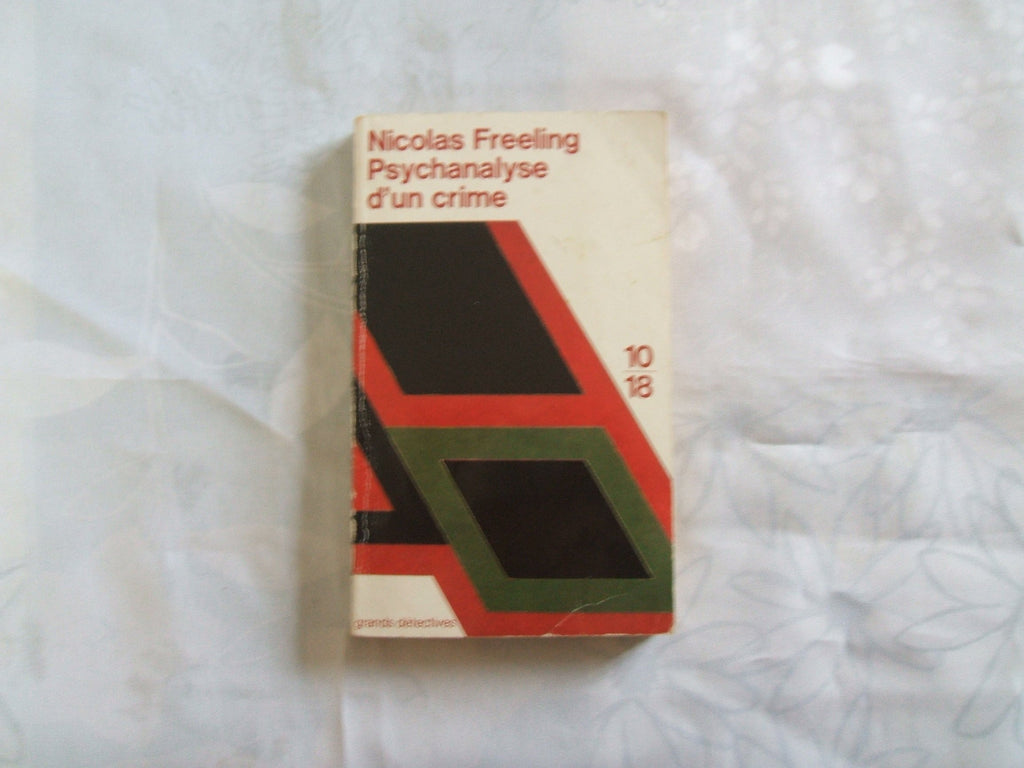 Nicolas Freeling
Psychanalyse
d'un crime
10
18
grands détectives